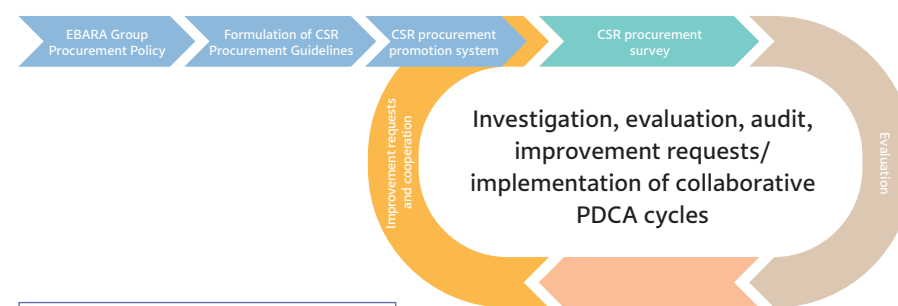 EBARA Group
Procurement Policy
Formulation of CSR
Procurement Guidelines
CSR procurement
promotion system
CSR procurement
survey
Improvement requests
and cooperation
Investigation, evaluation, audit,
improvement requests/
implementation of collaborative
PDCA cycles
Evaluation